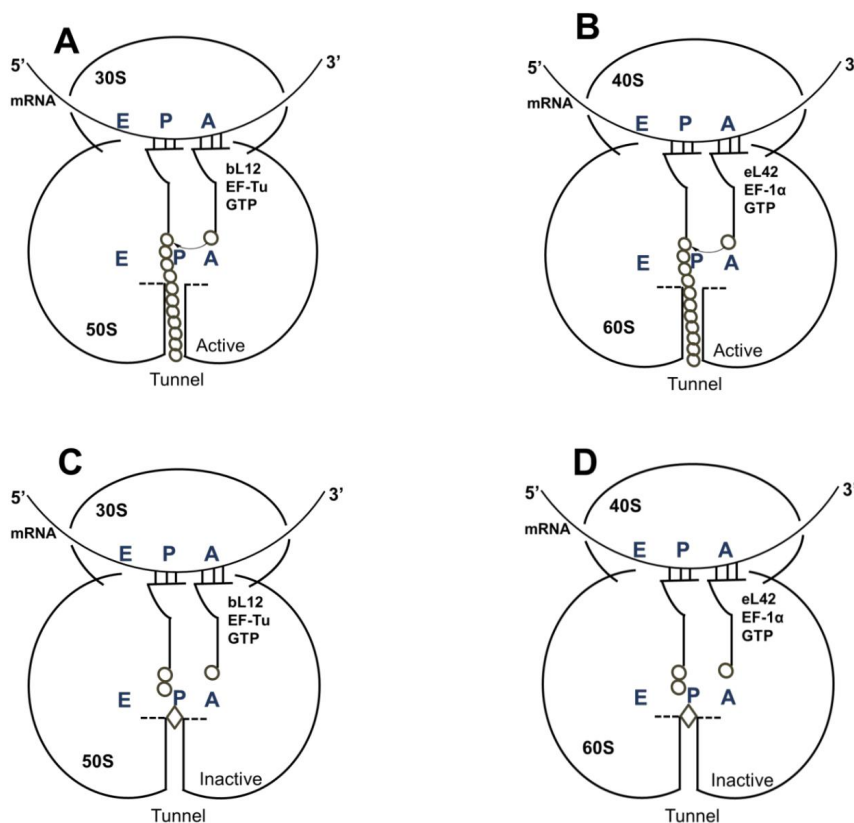 A
5’
3’
30S
mRNA
E P A
bL12
EF-Tu
GTP
E P A
50S
Active
Tunnel
B
5’
3’
40S
mRNA
E P A
eL42
EF-1α
GTP
E P A
60S
Active
Tunnel
C
5’
3’
30S
mRNA
E P A
bL12
EF-Tu
GTP
E P A
50S
Inactive
Tunnel
D
5’
3’
40S
mRNA
E P A
eL42
EF-1α
GTP
E P A
60S
Inactive
Tunnel